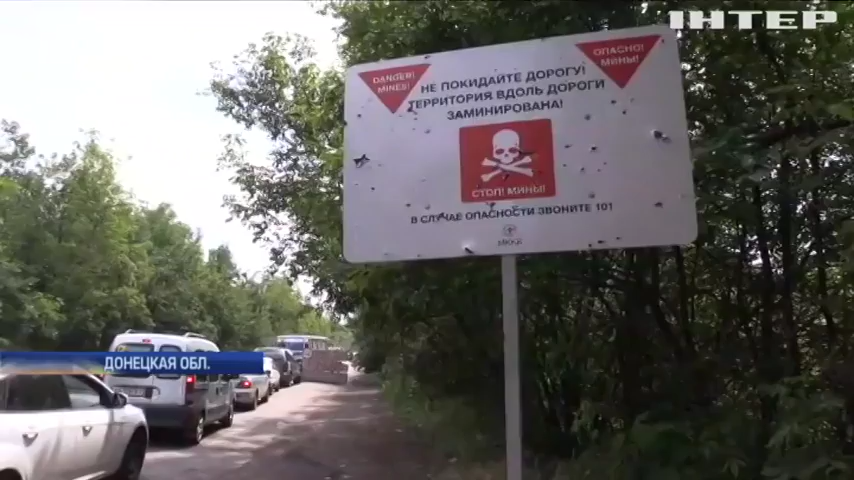 ІНТЕР
DANGER!
MINES!
ОПАСНО!
МИНЫ!
НЕ ПОКИДАЙТЕ ДОРОГУ!
ТЕРРИТОРИЯ ВДОЛЬ ДОРОГИ
ЗАМИНИРОВАНА!
СТОП! МИНЫ!
В СЛУЧАЕ ОПАСНОСТИ ЗВОНИТЕ 101
МККК
ДОНЕЦКАЯ ОБЛ.